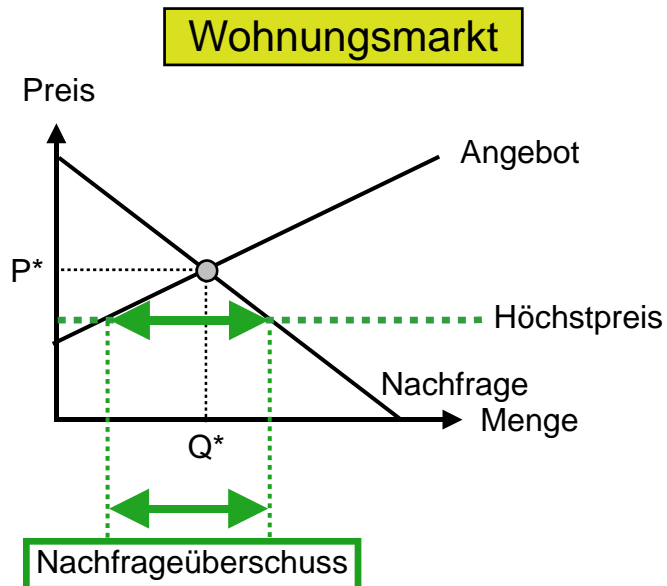 Wohnungsmarkt
Preis
Angebot
P*
Höchstpreis
Nachfrage
Menge
Q*
Nachfrageüberschuss